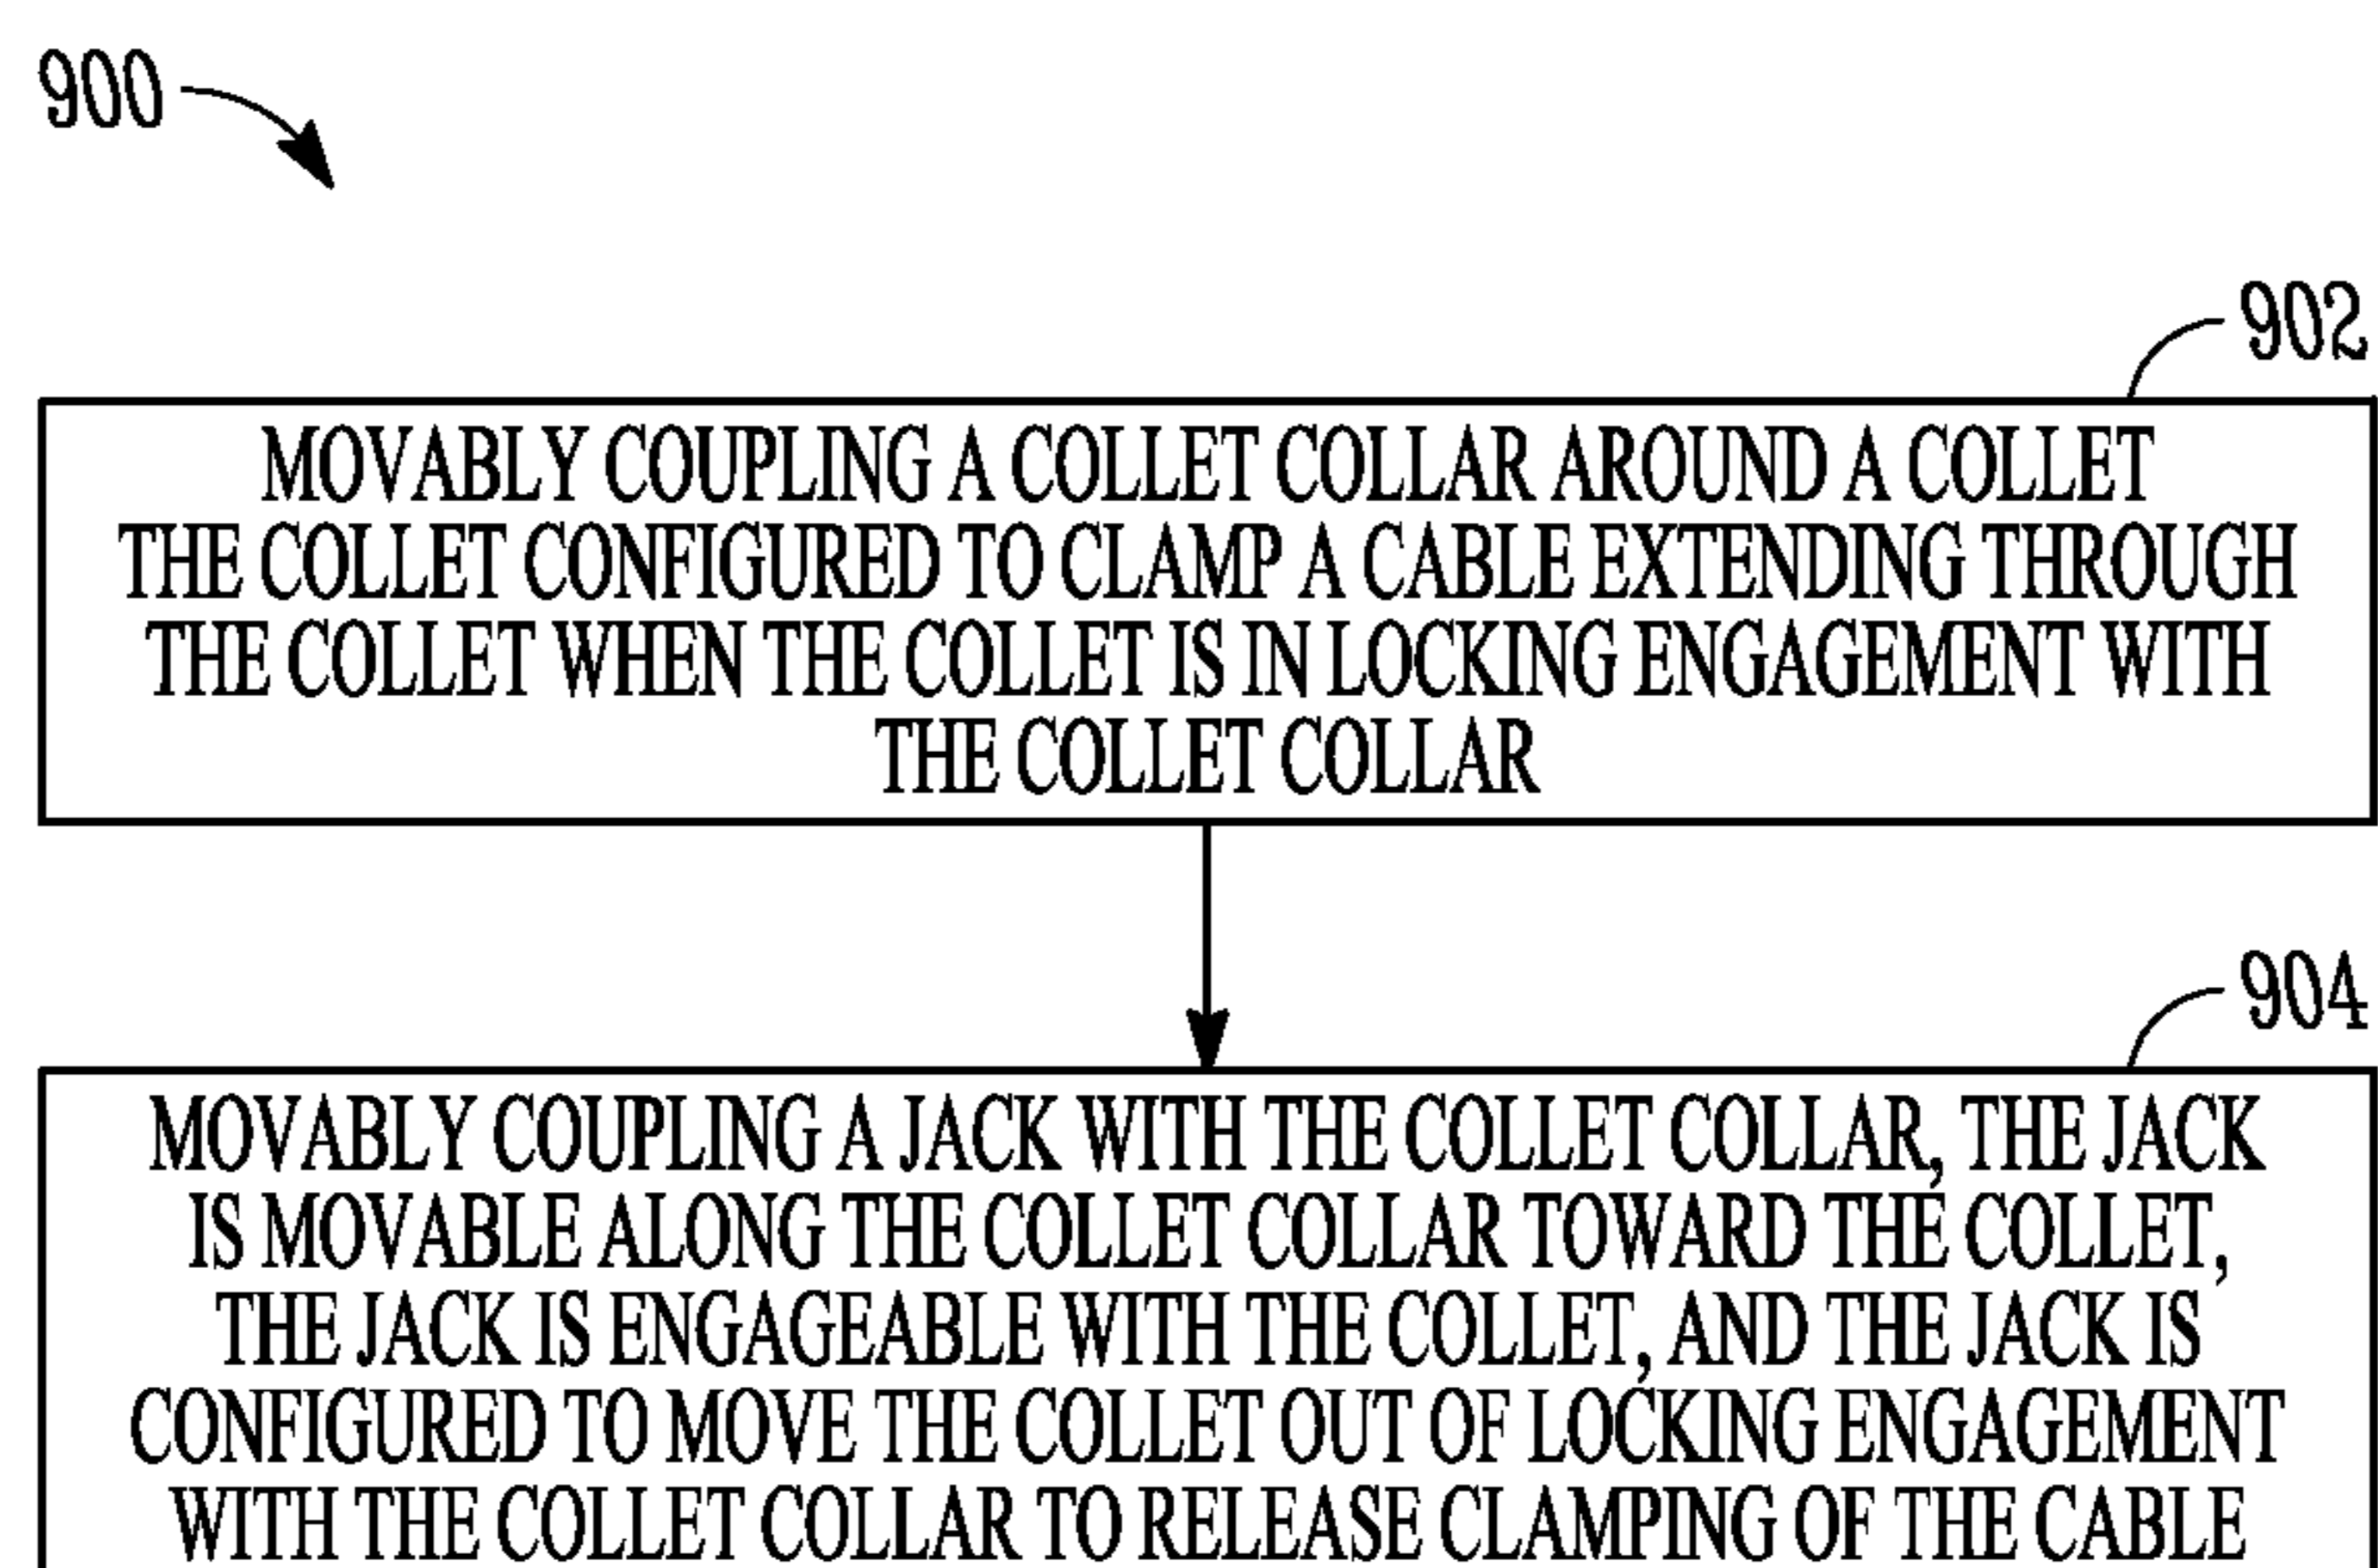 900
902
MOVABLY COUPLING A COLLET COLLAR AROUND A COLLET
THE COLLET CONFIGURED TO CLAMP A CABLE EXTENDING THROUGH
THE COLLET WHEN THE COLLET IS IN LOCKING ENGAGEMENT WITH
THE COLLET COLLAR
904
MOVABLY COUPLING A JACK WITH THE COLLET COLLAR, THE JACK
IS MOVABLE ALONG THE COLLET COLLAR TOWARD THE COLLET,
THE JACK IS ENGAGEABLE WITH THE COLLET, AND THE JACK IS
CONFIGURED TO MOVE THE COLLET OUT OF LOCKING ENGAGEMENT
WITH THE COLLET COLLAR TO RELEASE CLAMPING OF THE CABLE